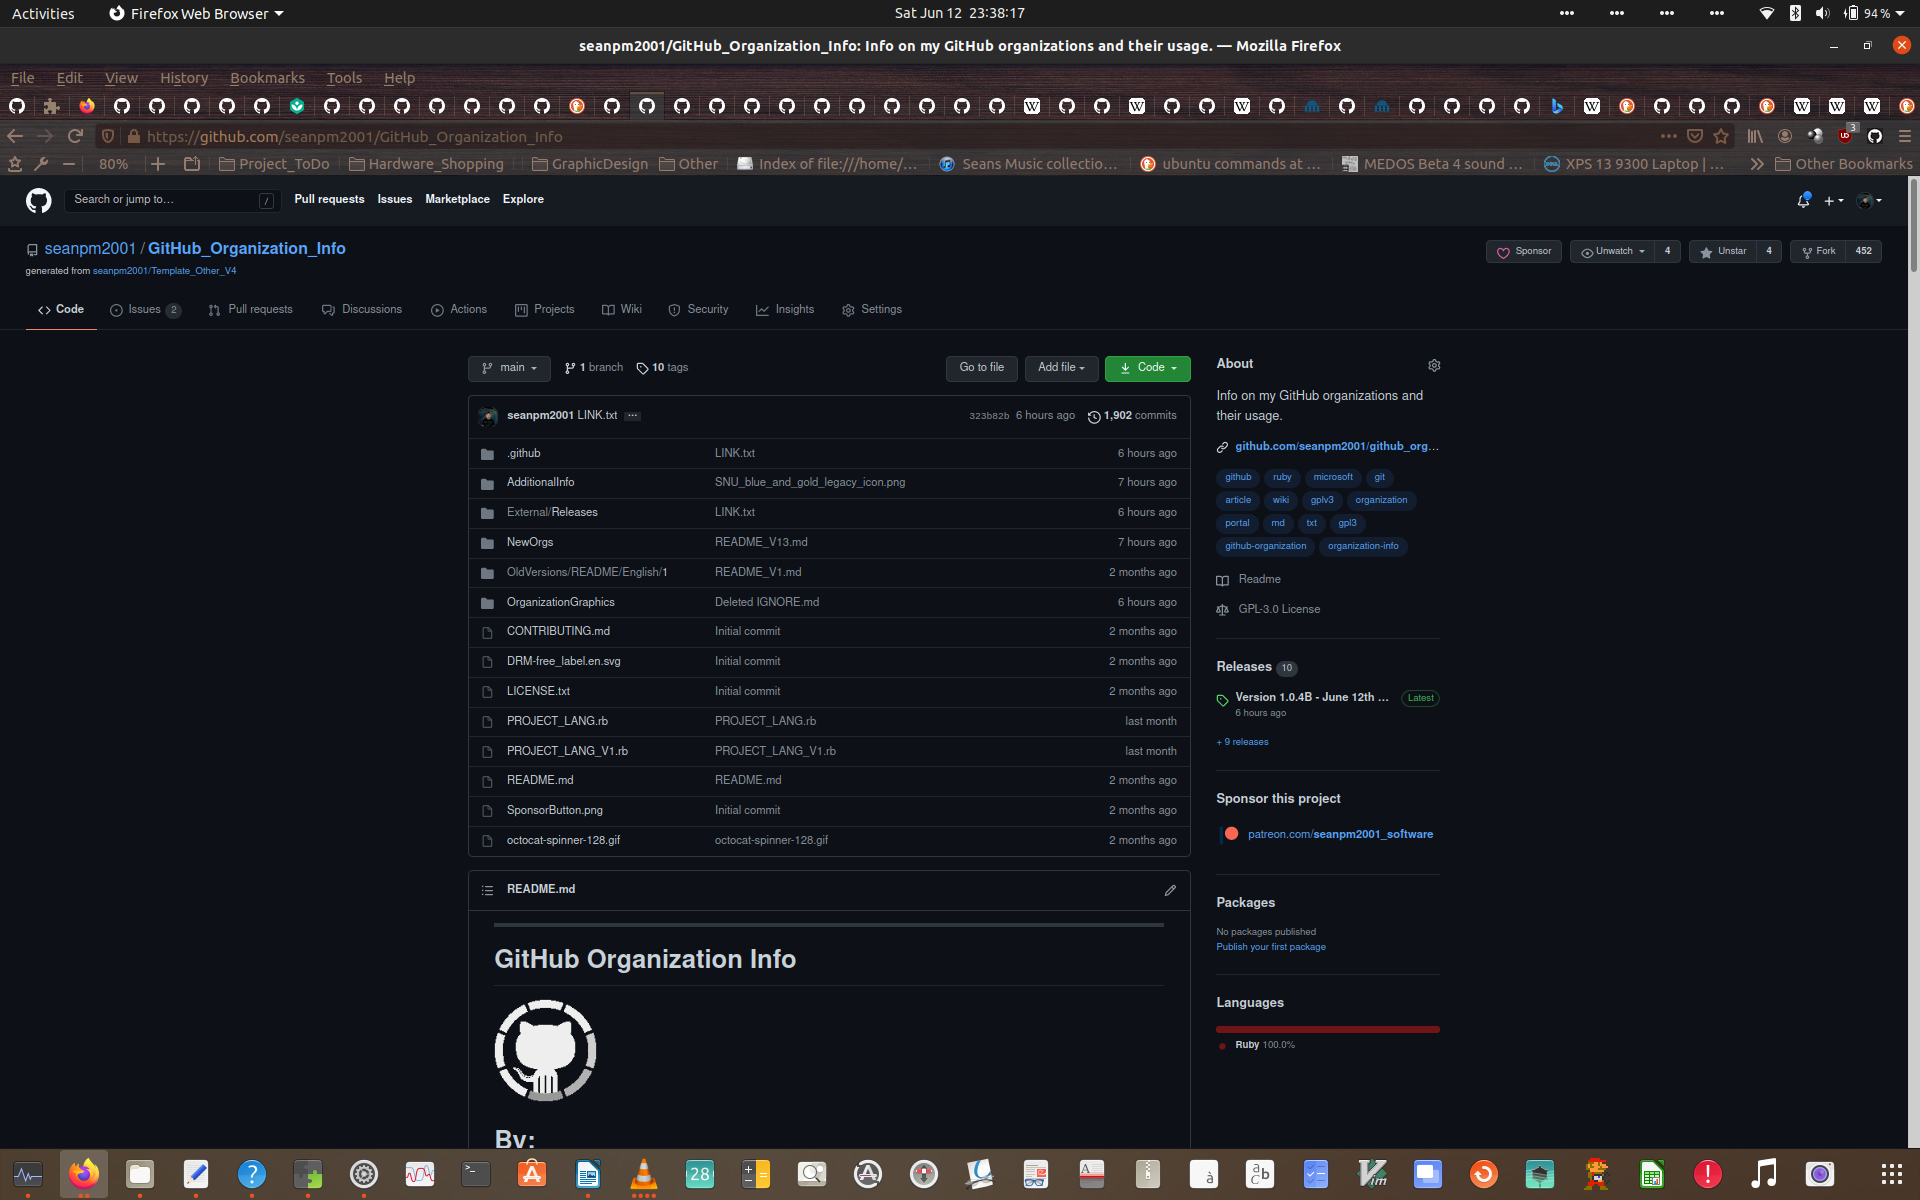 Activities Firefox Web Browser Sat Jun 12 23:38:17 94 %
seanpm2001/GitHub_Organization_Info: Info on my GitHub organizations and their usage. — Mozilla Firefox
File Edit View History Bookmarks Tools Help
https://github.com/seanpm2001/GitHub_Organization_Info 3
80% Project_ToDo Hardware_Shopping GraphicDesign Other Index of file:///home/… Seans Music collectio… ubuntu commands at … MEDOS Beta 4 sound … XPS 13 9300 Laptop | … Other Bookmarks
Search or jump to… / Pull requests Issues Marketplace Explore
seanpm2001 / GitHub_Organization_Info Sponsor Unwatch 4 Unstar 4 Fork 452
generated from seanpm2001/Template_Other_V4
Code Issues 2 Pull requests Discussions Actions Projects Wiki Security Insights Settings
main 1 branch 10 tags Go to file Add file Code
seanpm2001 LINK.txt … 323b82b 6 hours ago 1,902 commits
.github LINK.txt 6 hours ago
AdditionalInfo SNU_blue_and_gold_legacy_icon.png 7 hours ago
External/Releases LINK.txt 6 hours ago
NewOrgs README_V13.md 7 hours ago
OldVersions/README/English/1 README_V1.md 2 months ago
OrganizationGraphics Deleted IGNORE.md 6 hours ago
CONTRIBUTING.md Initial commit 2 months ago
DRM-free_label.en.svg Initial commit 2 months ago
LICENSE.txt Initial commit 2 months ago
PROJECT_LANG.rb PROJECT_LANG.rb last month
PROJECT_LANG_V1.rb PROJECT_LANG_V1.rb last month
README.md README.md 2 months ago
SponsorButton.png Initial commit 2 months ago
octocat-spinner-128.gif octocat-spinner-128.gif 2 months ago
README.md
GitHub Organization Info
By:
About
Info on my GitHub organizations and
their usage.
github.com/seanpm2001/github_org…
github ruby microsoft git
article wiki gplv3 organization
portal md txt gpl3
github-organization organization-info
Readme
GPL-3.0 License
Releases 10
Version 1.0.4B - June 12th … Latest
6 hours ago
+ 9 releases
Sponsor this project
patreon.com/seanpm2001_software
Packages
No packages published
Publish your first package
Languages
Ruby 100.0%
28